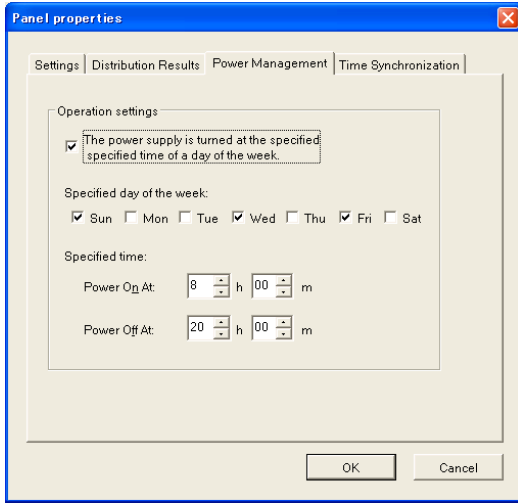 Panel properties
Settings Distribution Results Power Management Time Synchronization
Operation settings
The power supply is turned at the specified
specified time of a day of the week.
Specified day of the week:
Sun Mon Tue Wed Thu Fri Sat
Specified time:
Power On At: 8 h 00 m
Power Off At: 20 h 00 m
OK Cancel